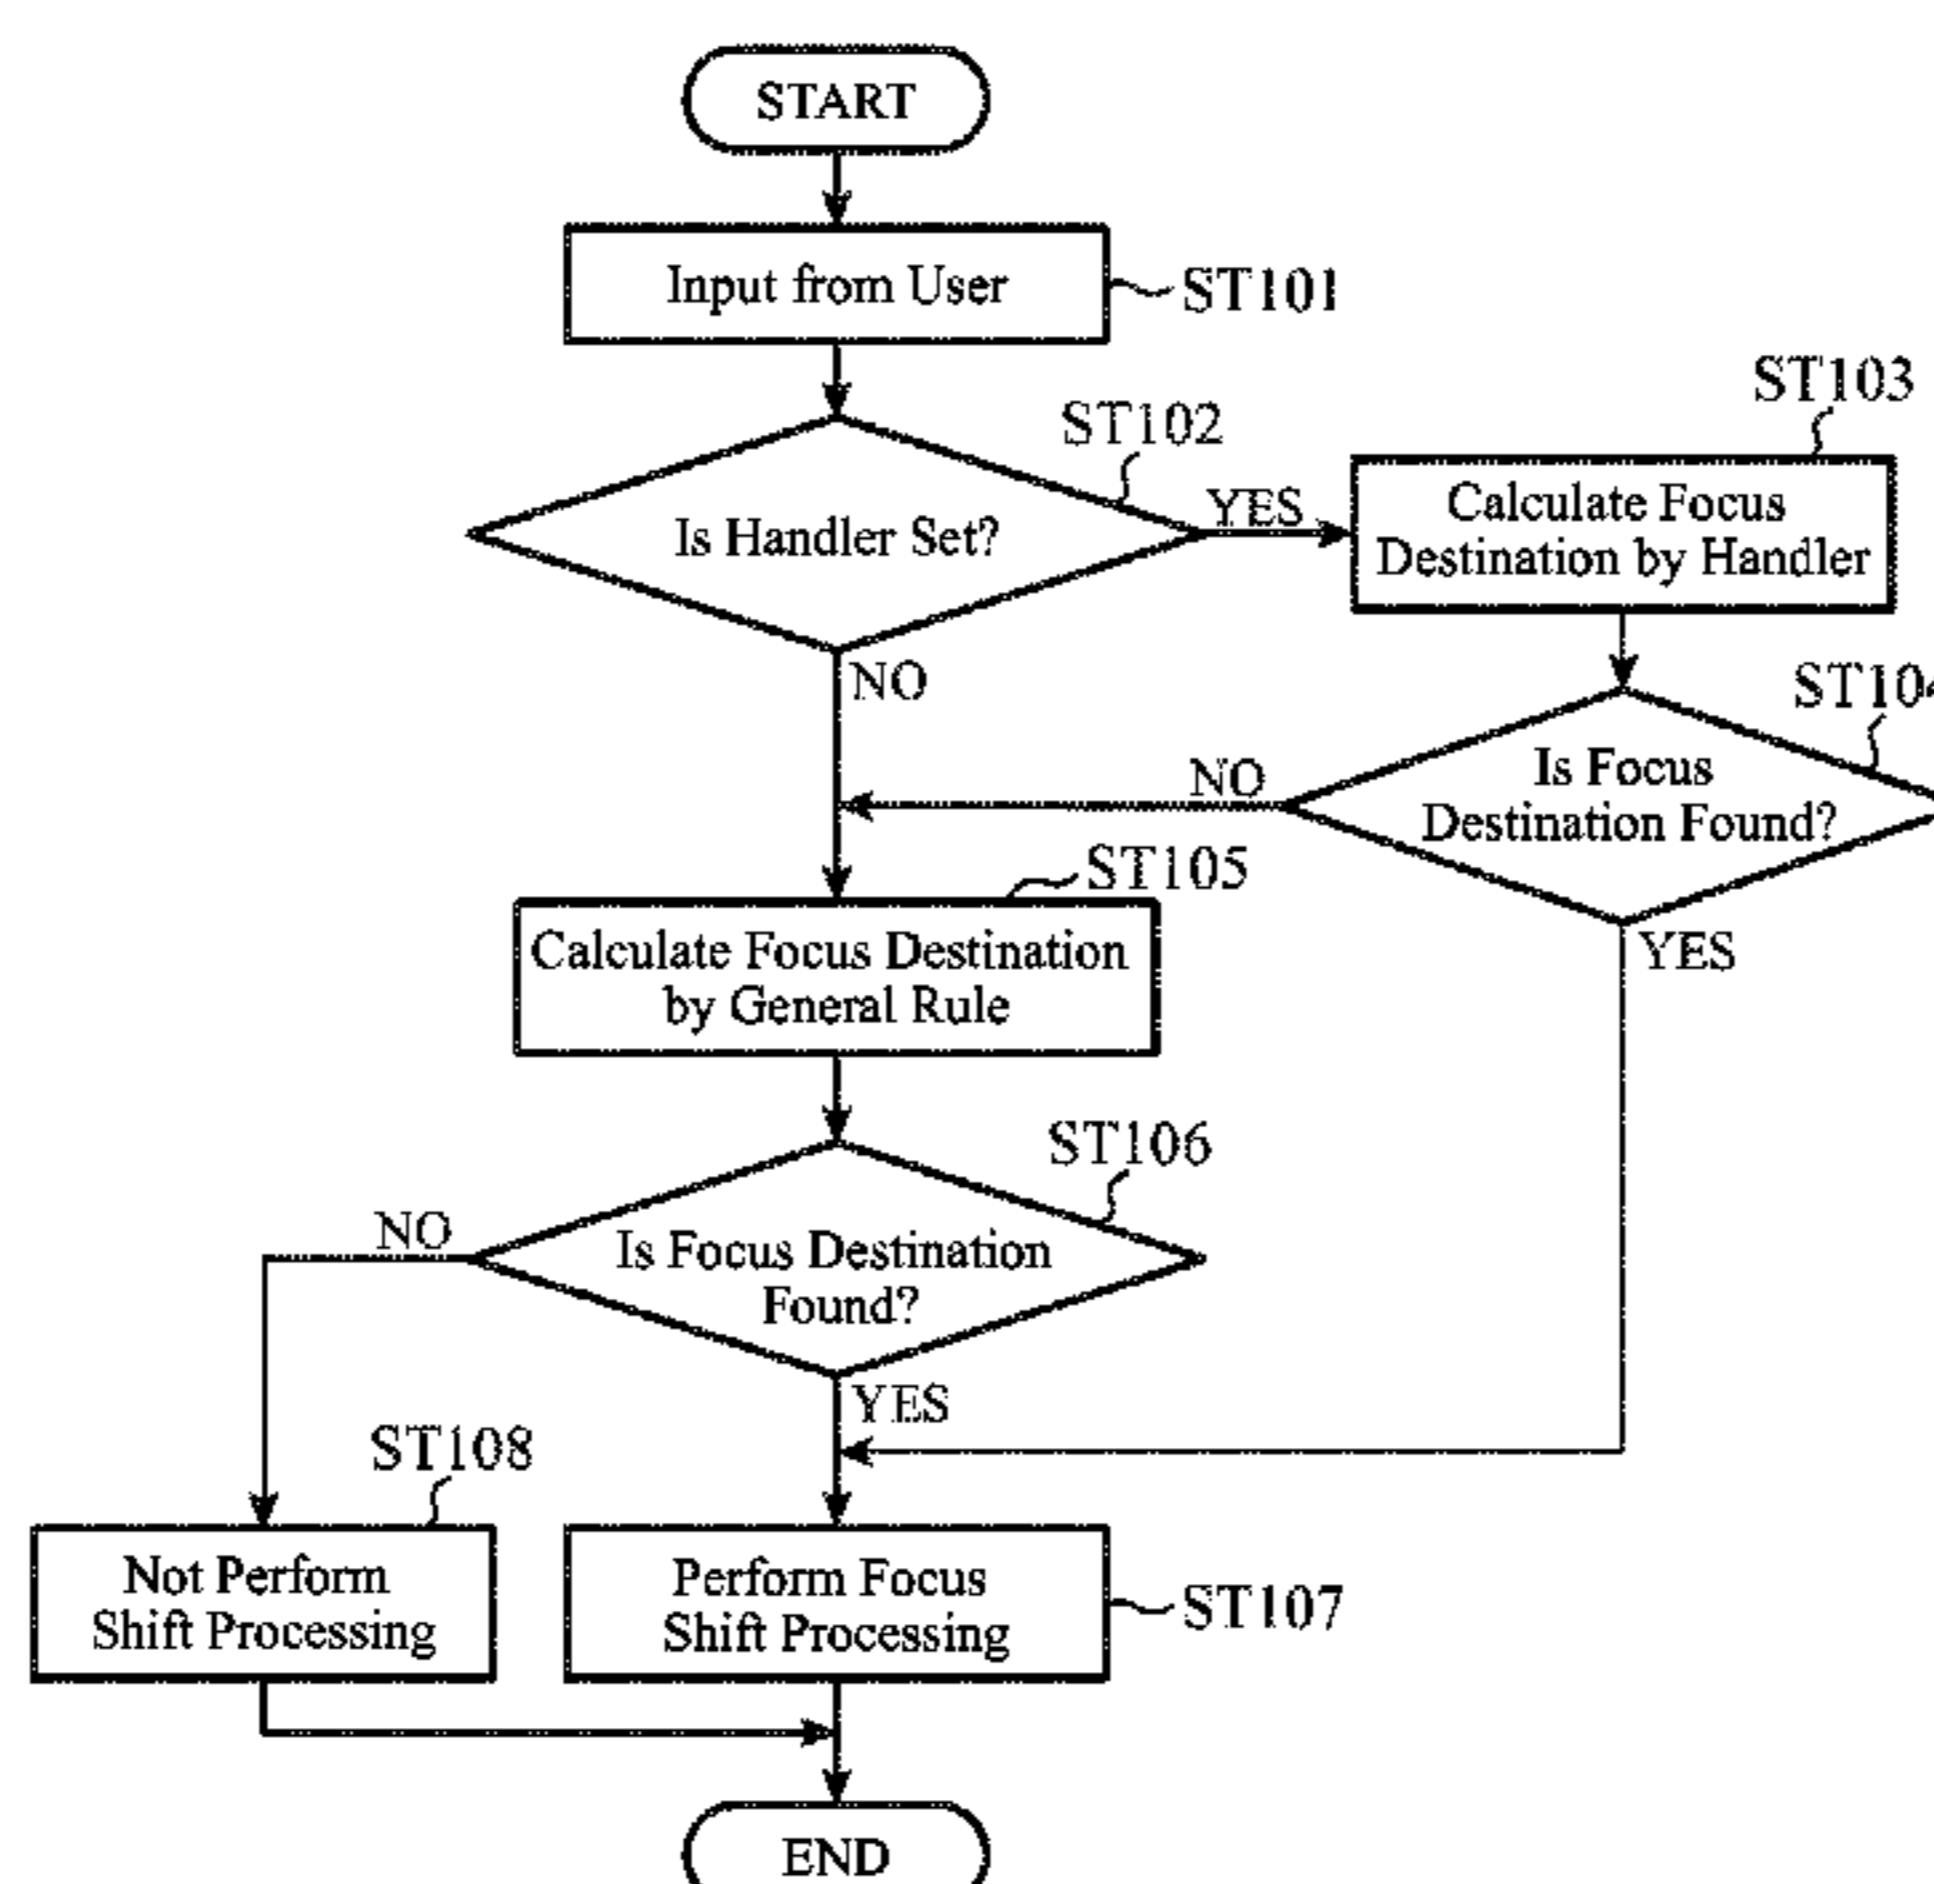 START
Input from User
ST101
ST103
ST102
Is Handler Set?
YES
Calculate Focus
Destination by Handler
NO
ST104
Is Focus
Destination Found?
NO
YES
ST105
Calculate Focus Destination
by General Rule
ST106
Is Focus Destination
Found?
NO
YES
ST108
Not Perform
Shift Processing
Perform Focus
Shift Processing
ST107
END